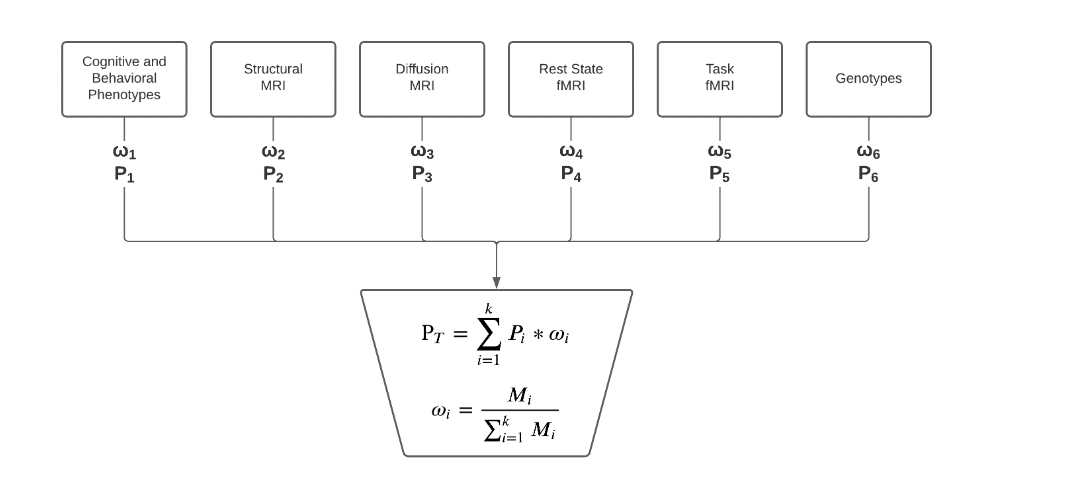 Cognitive and
Behavioral
Phenotypes
Structural
MRI
Diffusion
MRI
Rest State
fMRI
Task
fMRI
Genotypes
ω₁
P₁
ω₂
P₂
ω₃
P₃
ω₄
P₄
ω₅
P₅
ω₆
P₆
P_T = ∑_{i=1}^{k} P_i * ω_i
ω_i = M_i / ∑_{i=1}^{k} M_i